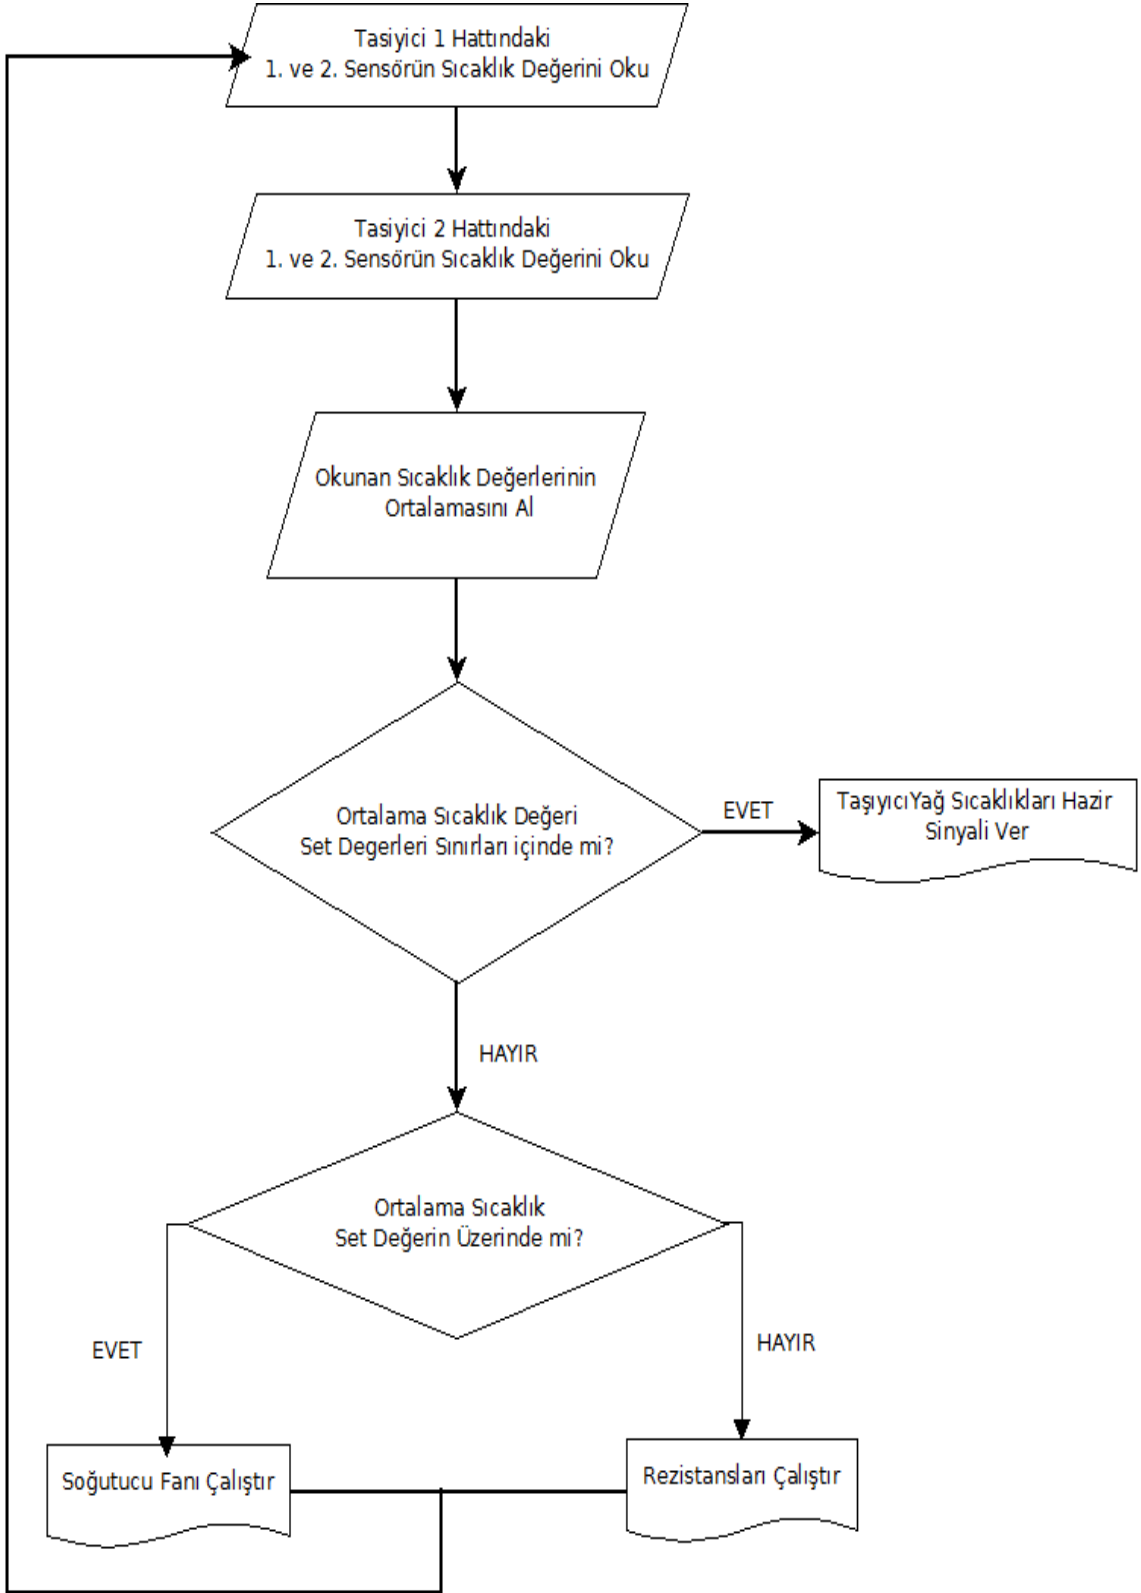 Tasiyici 1 Hattındaki
1. ve 2. Sensörün Sıcaklık Değerini Oku
Tasiyici 2 Hattındaki
1. ve 2. Sensörün Sıcaklık Değerini Oku
Okunan Sıcaklık Değerlerinin
Ortalamasını Al
Ortalama Sıcaklık Değeri
Set Degerleri Sınırları içinde mi?
EVET
TaşıyıcıYağ Sıcaklıkları Hazir
Sinyali Ver
HAYIR
Ortalama Sıcaklık
Set Değerin Üzerinde mi?
EVET
HAYIR
Soğutucu Fanı Çalıştır
Rezistansları Çalıştır